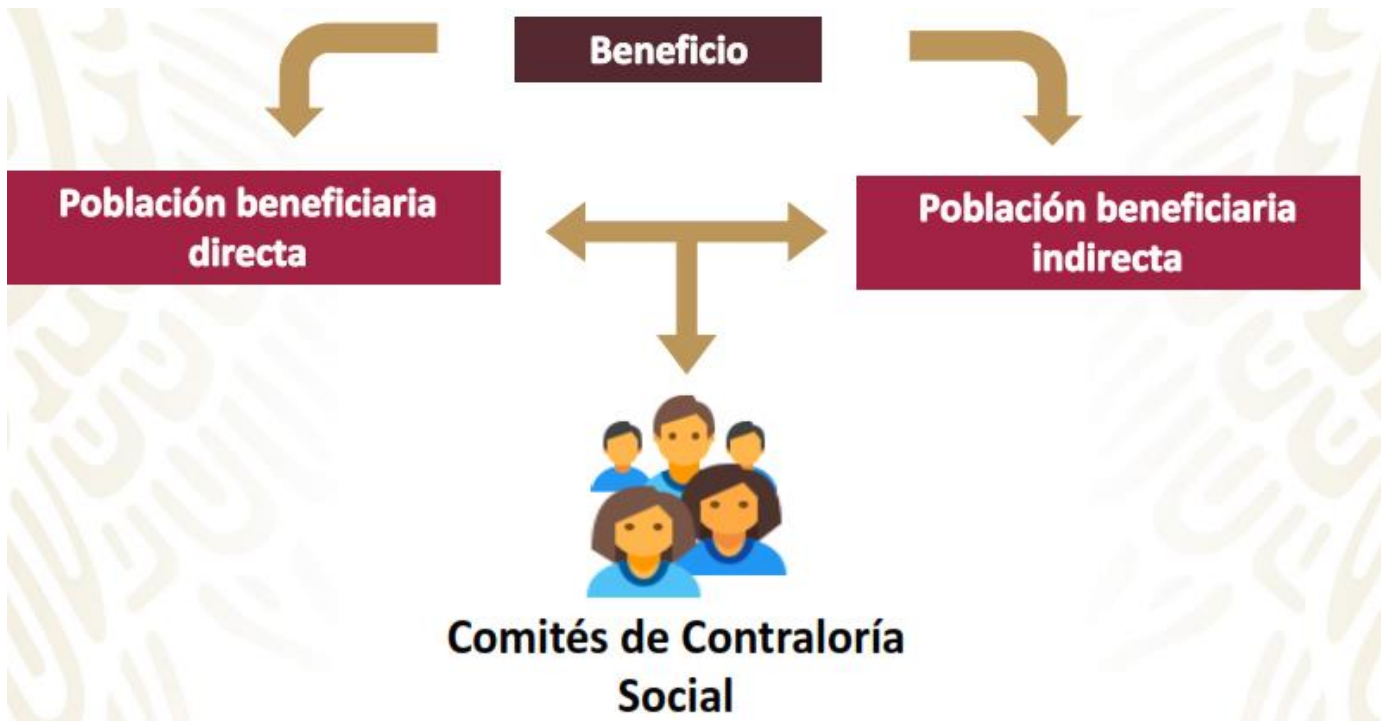 Beneficio
Población beneficiaria
directa
Población beneficiaria
indirecta
Comités de Contraloría
Social